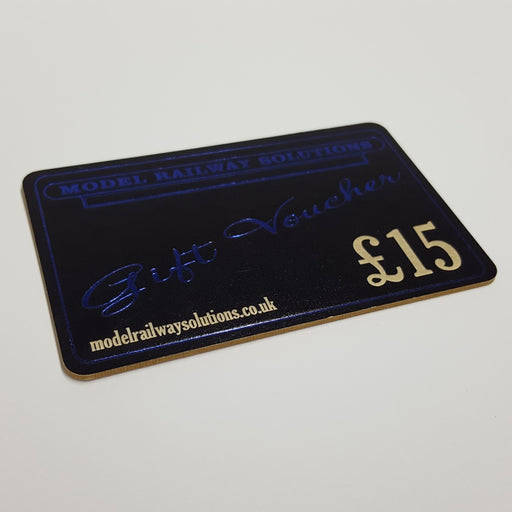 MODEL RAILWAY SOLUTIONS
Gift Voucher
£15
modelrailwaysolutions.co.uk